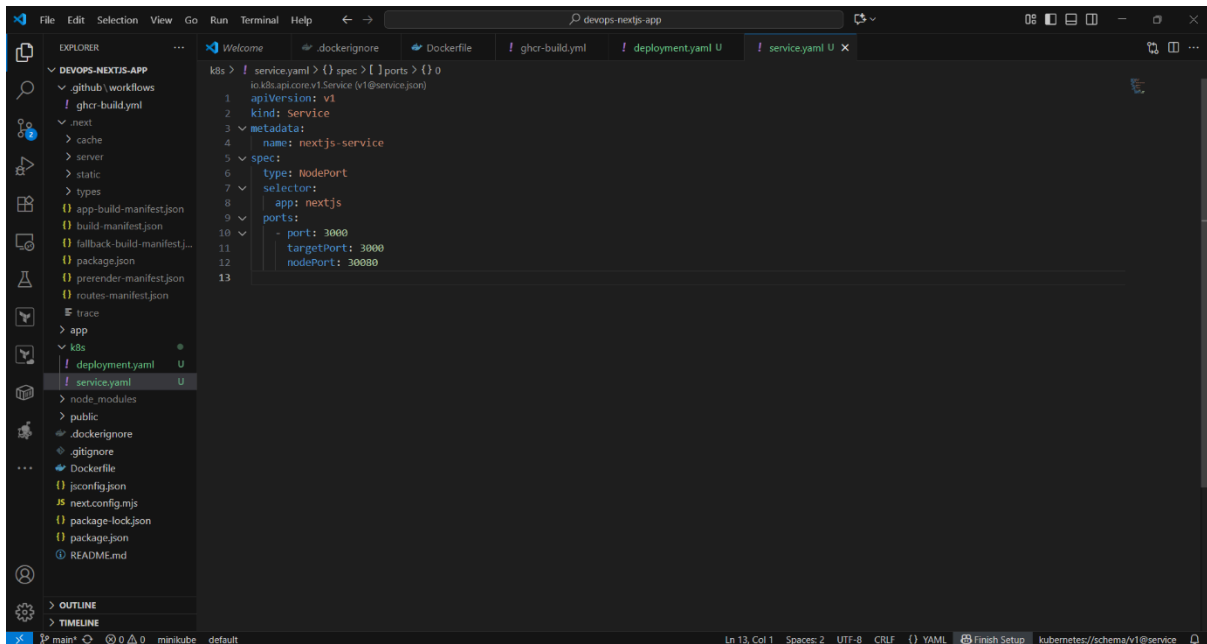 File Edit Selection View Go Run Terminal Help
devops-nextjs-app
EXPLORER
DEVOPS-NEXTJS-APP
.github\workflows
ghcr-build.yml
.next
cache
server
static
types
app-build-manifest.json
build-manifest.json
fallback-build-manifest.j...
package.json
prerender-manifest.json
routes-manifest.json
trace
app
k8s
deployment.yaml U
service.yaml U
node_modules
public
.dockerignore
.gitignore
Dockerfile
jsconfig.json
next.config.mjs
package-lock.json
package.json
README.md
OUTLINE
TIMELINE
Welcome .dockerignore Dockerfile ghcr-build.yml deployment.yaml U service.yaml U
k8s > ! service.yaml > {} spec > [ ] ports > {} 0
io.k8s.api.core.v1.Service (v1@service.json)
1 apiVersion: v1
2 kind: Service
3 metadata:
4 name: nextjs-service
5 spec:
6 type: NodePort
7 selector:
8 app: nextjs
9 ports:
10 - port: 3000
11 targetPort: 3000
12 nodePort: 30080
13
2
main* 0 0 minikube default Ln 13, Col 1 Spaces: 2 UTF-8 CRLF {} YAML Finish Setup kubernetes://schema/v1@service